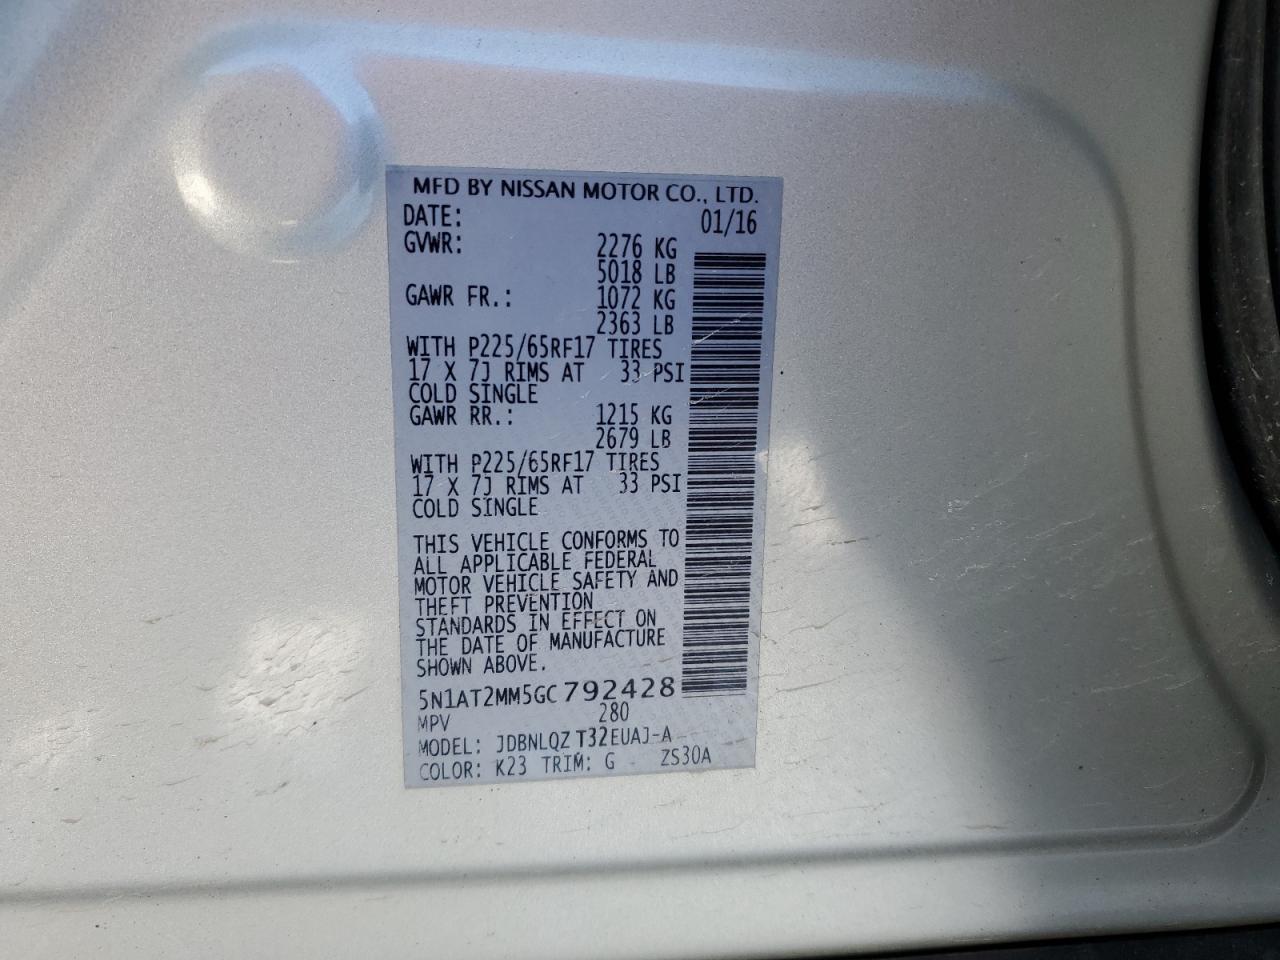 MFD BY NISSAN MOTOR CO., LTD.
DATE: 01/16
GVWR: 2276 KG
5018 LB
GAWR FR.: 1072 KG
2363 LB
WITH P225/65RF17 TIRES
17 X 7J RIMS AT 33 PSI
COLD SINGLE
GAWR RR.: 1215 KG
2679 LB
WITH P225/65RF17 TIRES
17 X 7J RIMS AT 33 PSI
COLD SINGLE
THIS VEHICLE CONFORMS TO
ALL APPLICABLE FEDERAL
MOTOR VEHICLE SAFETY AND
THEFT PREVENTION
STANDARDS IN EFFECT ON
THE DATE OF MANUFACTURE
SHOWN ABOVE.
5N1AT2MM5GC792428
MPV 280
MODEL: JDBNLQZ T32EUAJ-A
COLOR: K23 TRIM: G - ZS30A